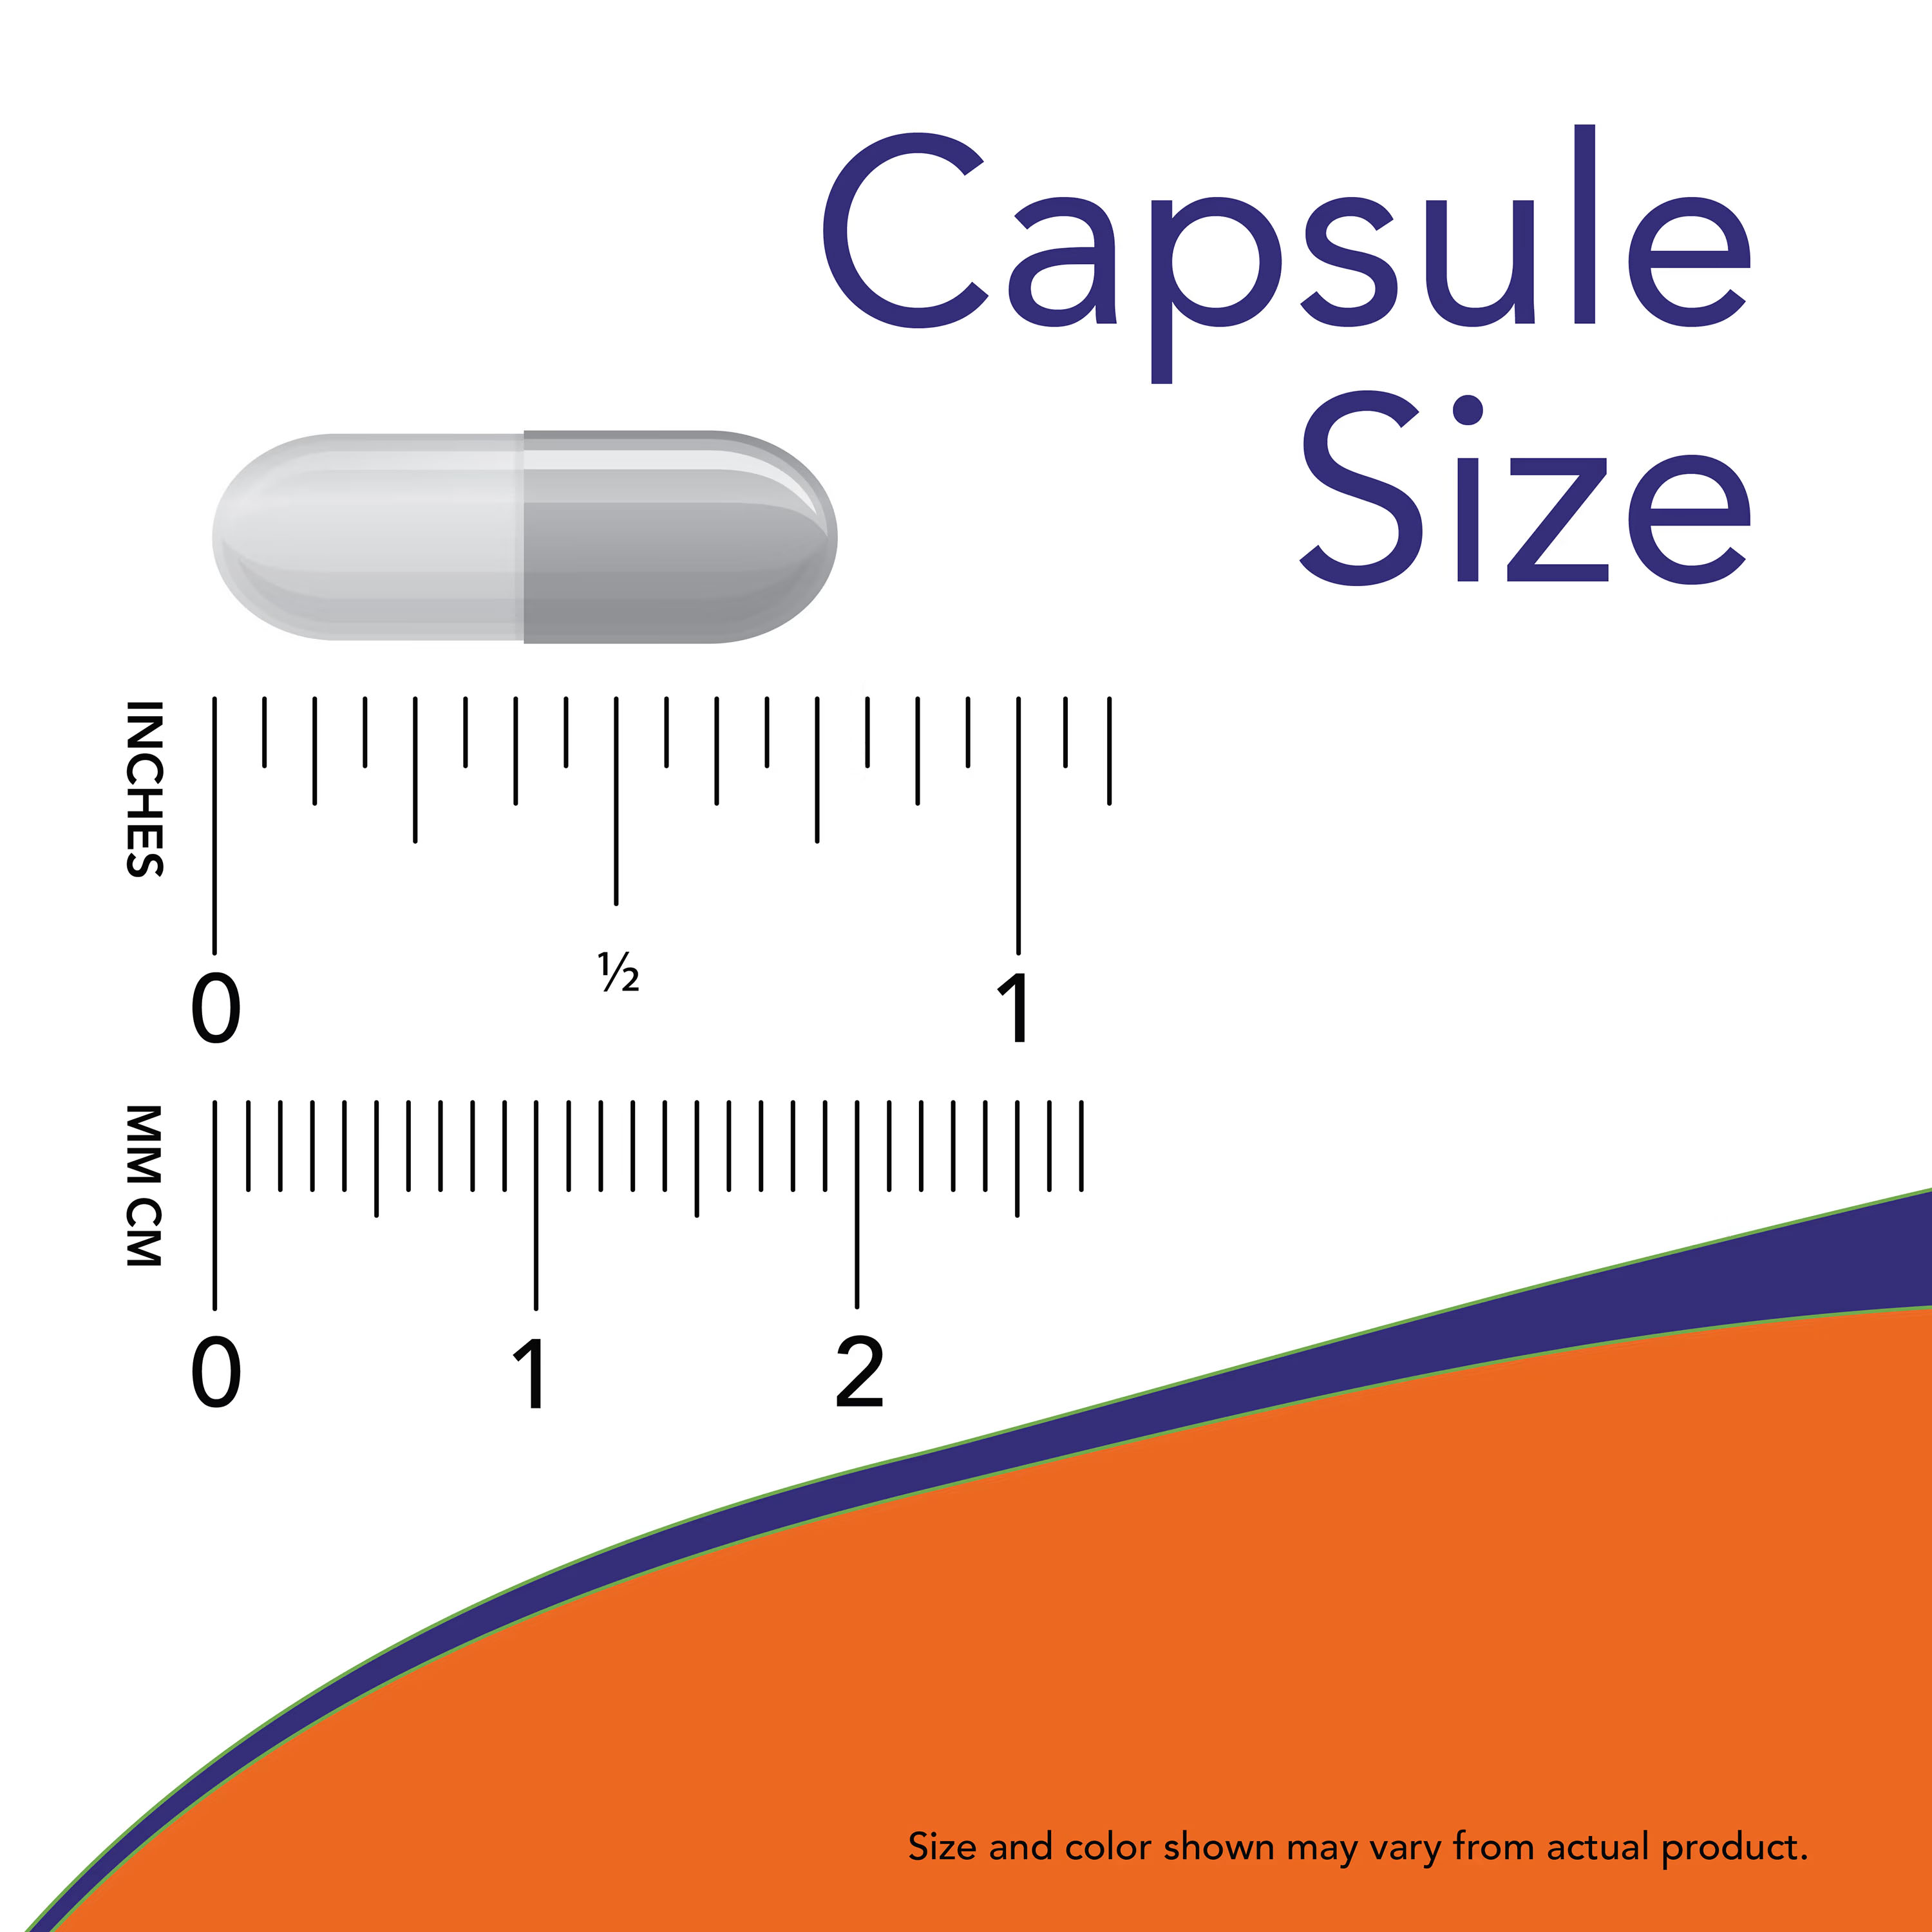 Capsule
Size
INCHES
0 ½ 1
MM CM
0 1 2
Size and color shown may vary from actual product.